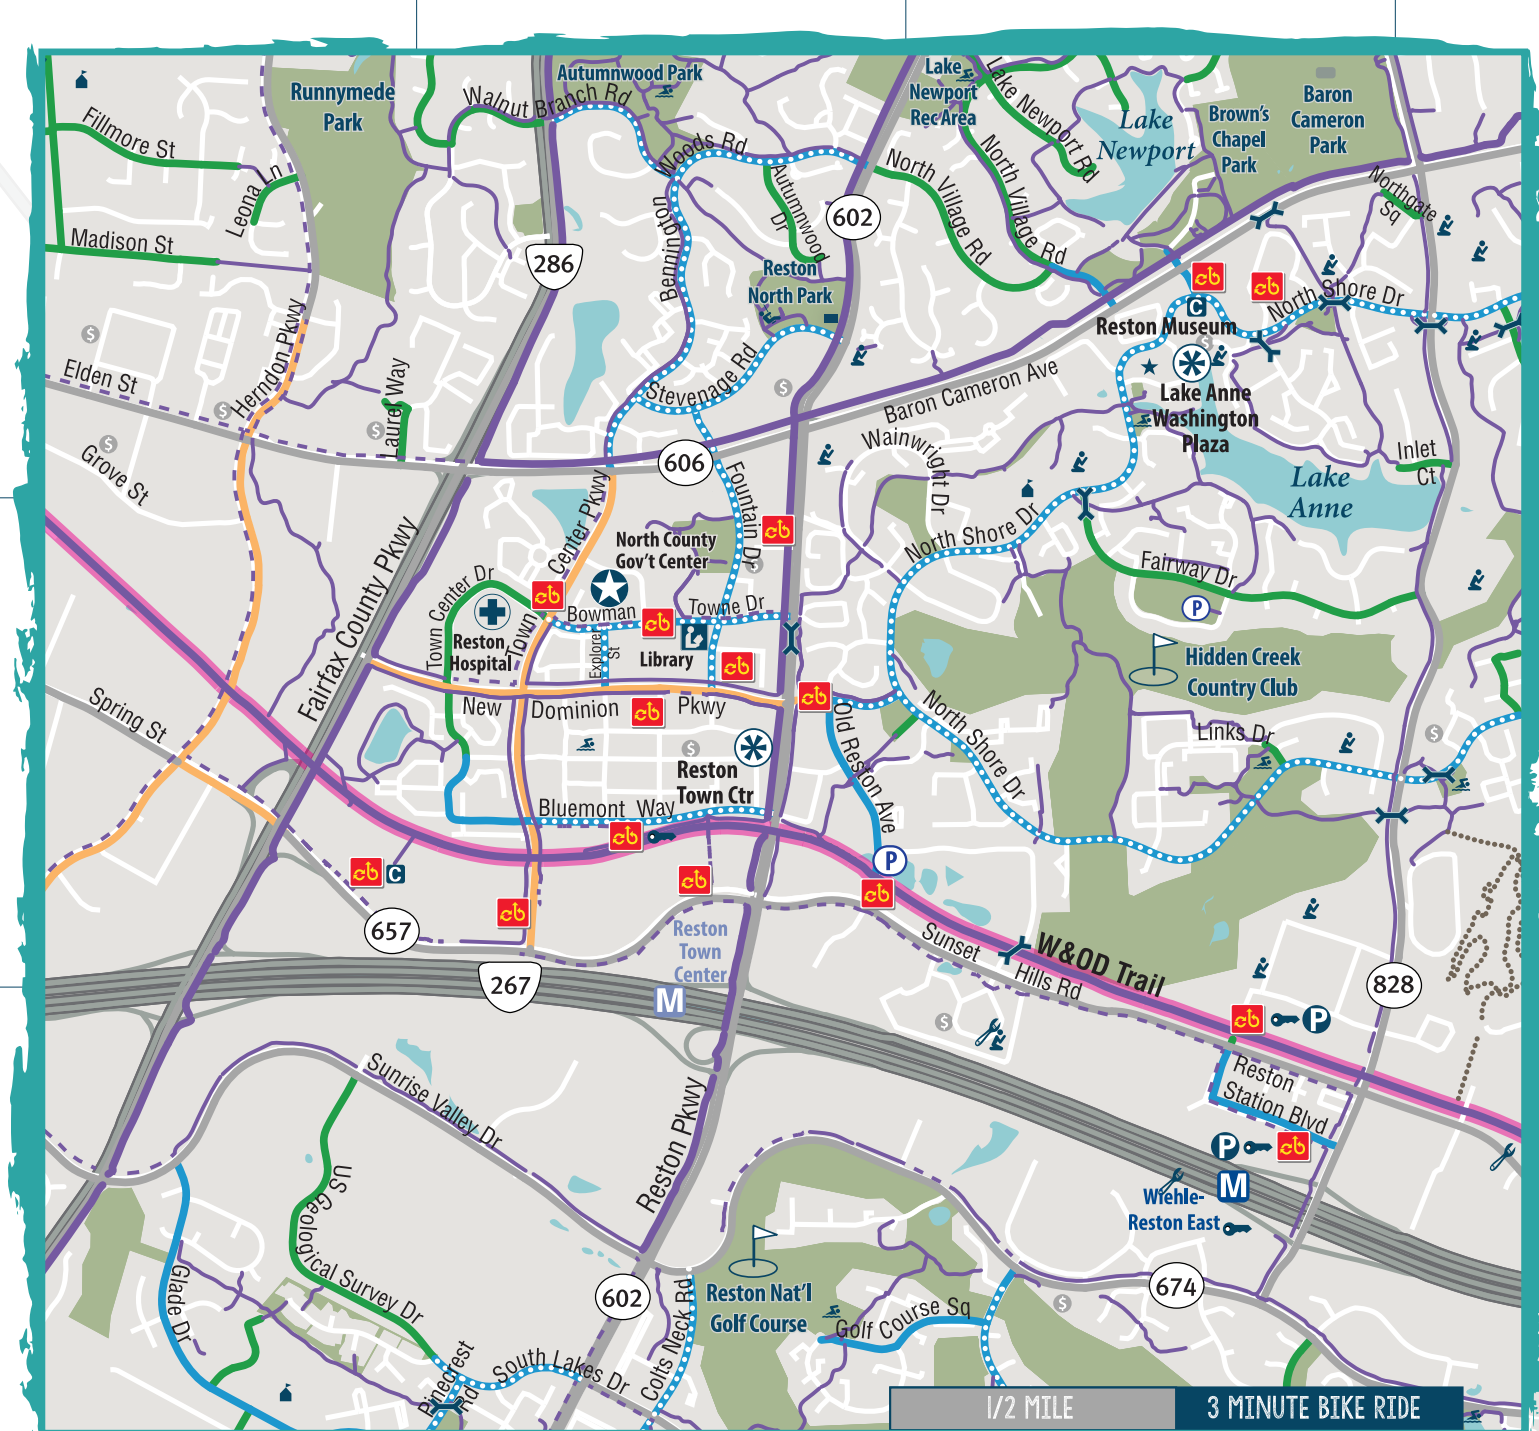 Autumnwood Park
Runnymede
Park
Walnut Branch Rd
Lake
Newport
Rec Area
Lake Newport Rd
Lake
Newport
Brown's
Chapel
Park
Baron
Cameron
Park
Fillmore St
Leona Ln
Madison St
Woods Rd
Bennington
Autumnwood
Dr
602
North Village Rd
North Village Rd
Northgate
Sq
286
Reston
North Park
North Shore Dr
C
Reston Museum
Herndon Pkwy
Elden St
$
$
$
$
Laurel Way
Grove St
Stevenage Rd
$
Baron Cameron Ave
$
Lake Anne
Washington
Plaza
606
Wainwright Dr
Inlet
Ct
Lake
Anne
Fountain Dr
Center Pkwy
North County
Gov't Center
$
North Shore Dr
Fairway Dr
P
Fairfax County Pkwy
Town Center Dr
Reston
Hospital
Town
Bowman
Towne Dr
Explorer
St
Library
Hidden Creek
Country Club
Spring St
New
Dominion
Pkwy
Old Reston Ave
North Shore Dr
Links Dr
$
$
Reston
Town Ctr
Bluemont Way
P
C
657
Reston
Town
Center
M
267
Sunset
Hills Rd
W&OD Trail
828
$
P
Reston
Station Blvd
Sunrise Valley Dr
Reston Pkwy
P
M
Wiehle-
Reston East
US Geological Survey Dr
Glade Dr
602
Reston Nat'l
Golf Course
Golf Course Sq
$
674
Colts Neck Rd
South Lakes Dr
Pinecrest
Rd
1/2 MILE
3 MINUTE BIKE RIDE